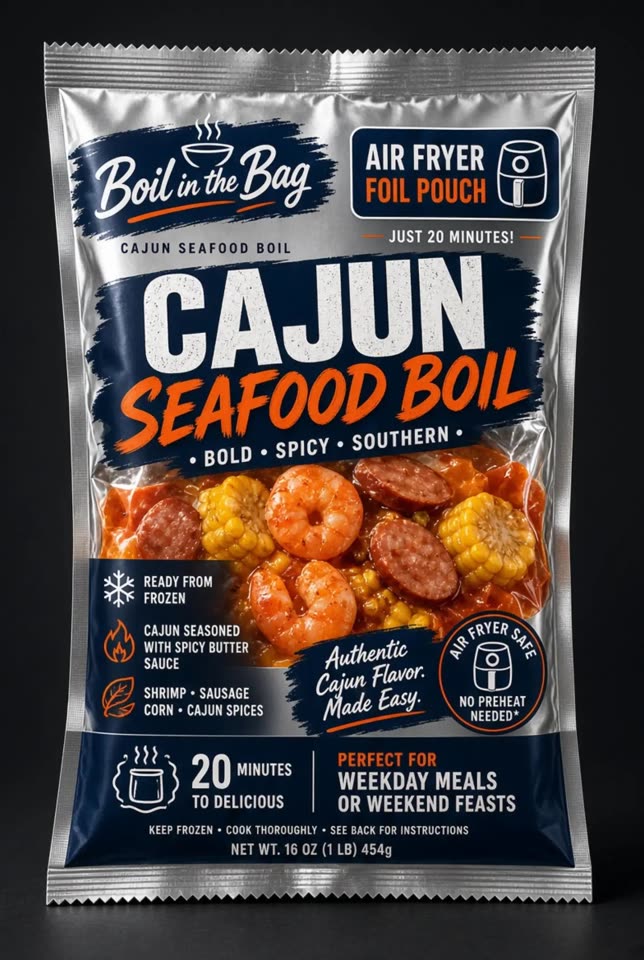 Boil in the Bag
AIR FRYER
FOIL POUCH
JUST 20 MINUTES!
CAJUN SEAFOOD BOIL
CAJUN
SEAFOOD BOIL
• BOLD • SPICY • SOUTHERN •
READY FROM
FROZEN
CAJUN SEASONED
WITH SPICY BUTTER
SAUCE
SHRIMP • SAUSAGE
CORN • CAJUN SPICES
Authentic
Cajun Flavor.
Made Easy.
AIR FRYER SAFE
NO PREHEAT
NEEDED*
20 MINUTES
TO DELICIOUS
PERFECT FOR
WEEKDAY MEALS
OR WEEKEND FEASTS
KEEP FROZEN • COOK THOROUGHLY • SEE BACK FOR INSTRUCTIONS
NET WT. 16 OZ (1 LB) 454g